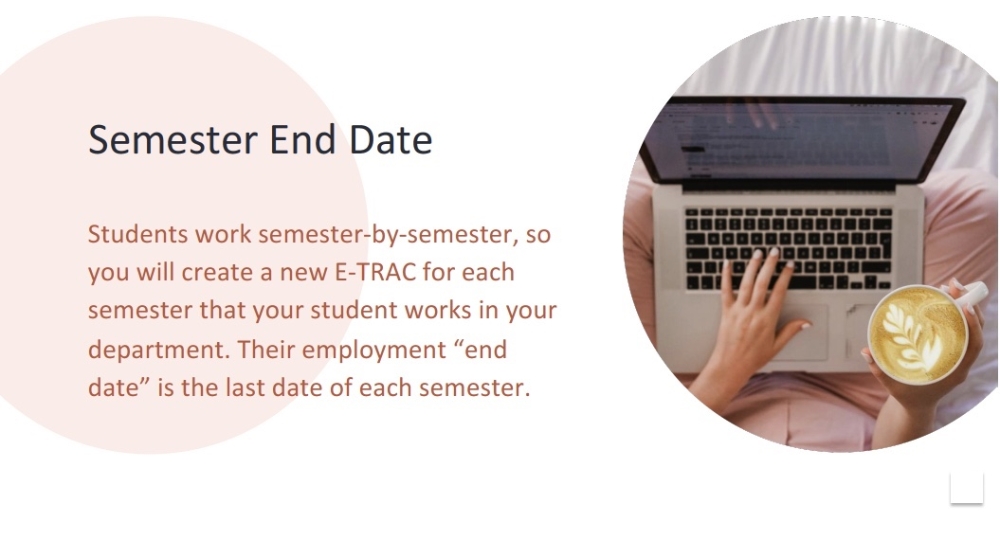 Semester End Date
Students work semester-by-semester, so
you will create a new E-TRAC for each
semester that your student works in your
department. Their employment “end
date” is the last date of each semester.